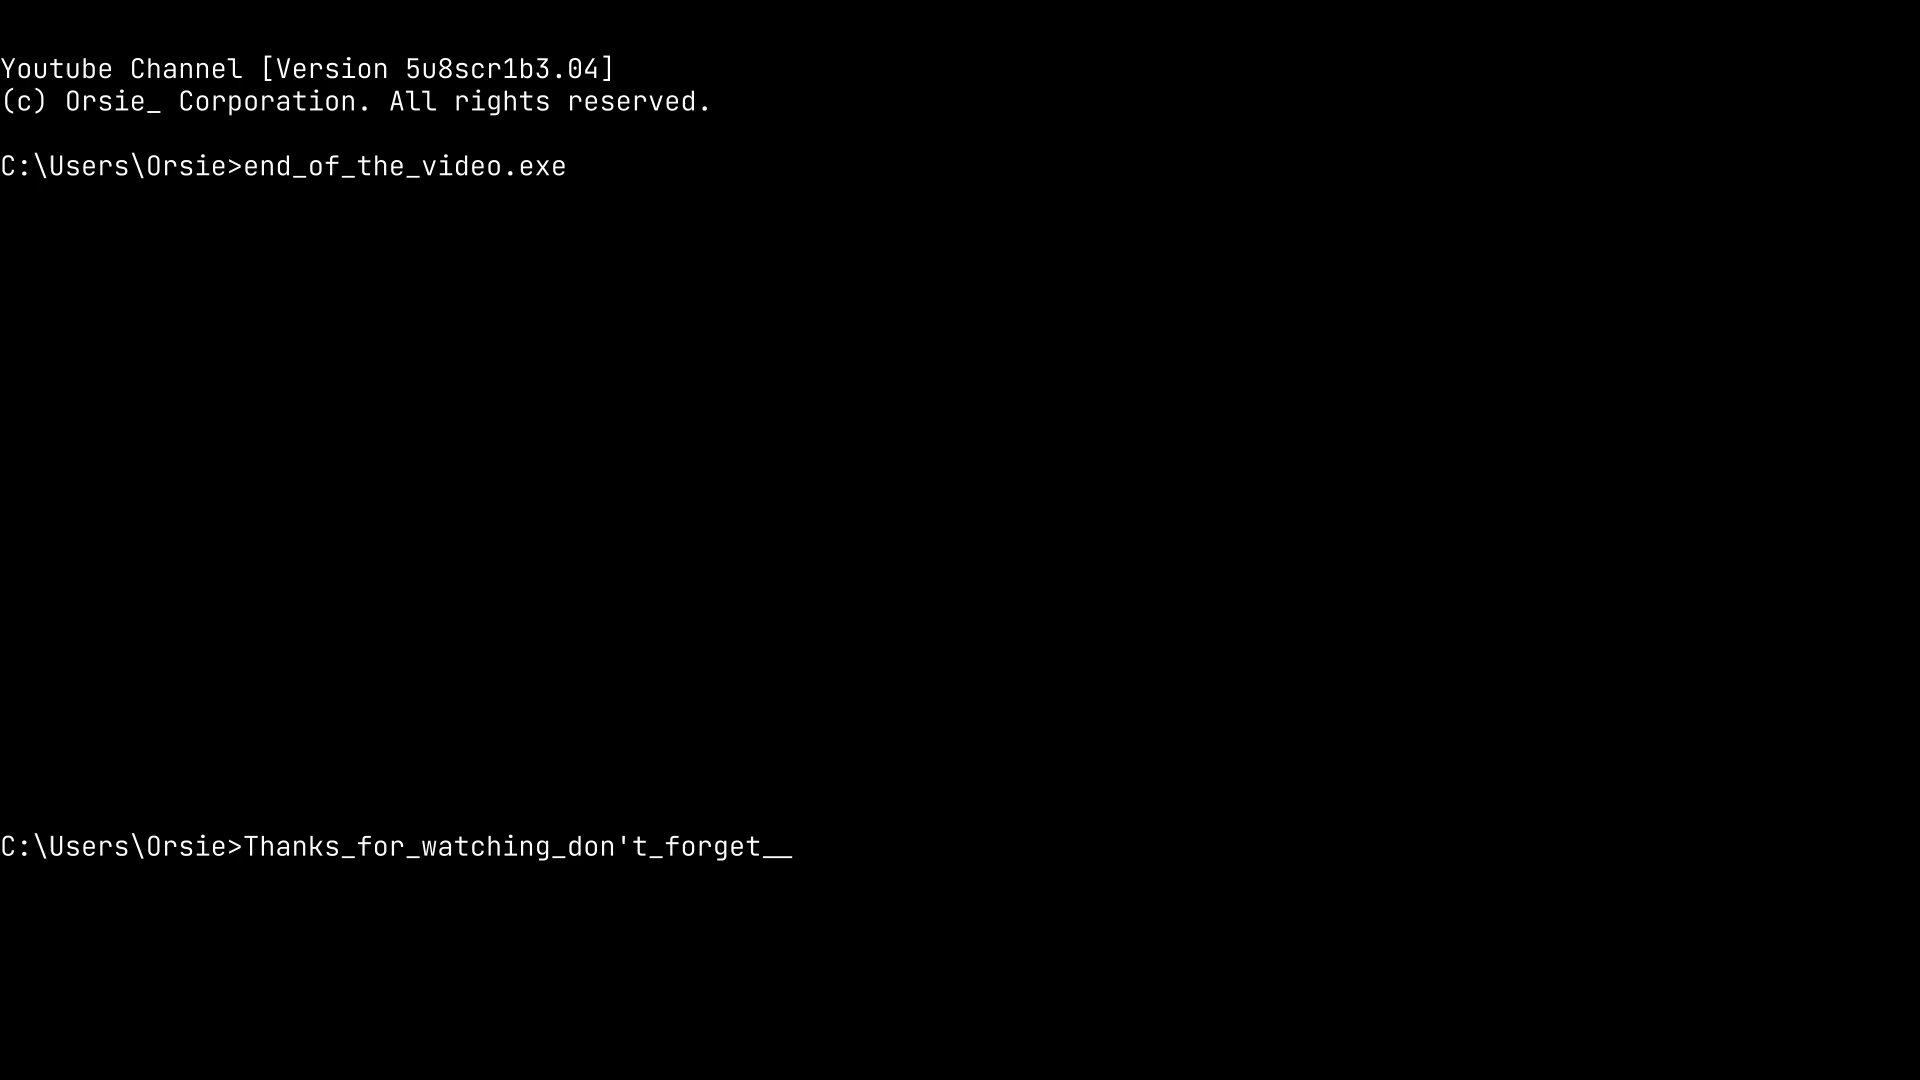 Youtube Channel [Version 5u8scr1b3.04]
(c) Orsie_ Corporation. All rights reserved.
C:\Users\Orsie>end_of_the_video.exe
C:\Users\Orsie>Thanks_for_watching_don't_forget__